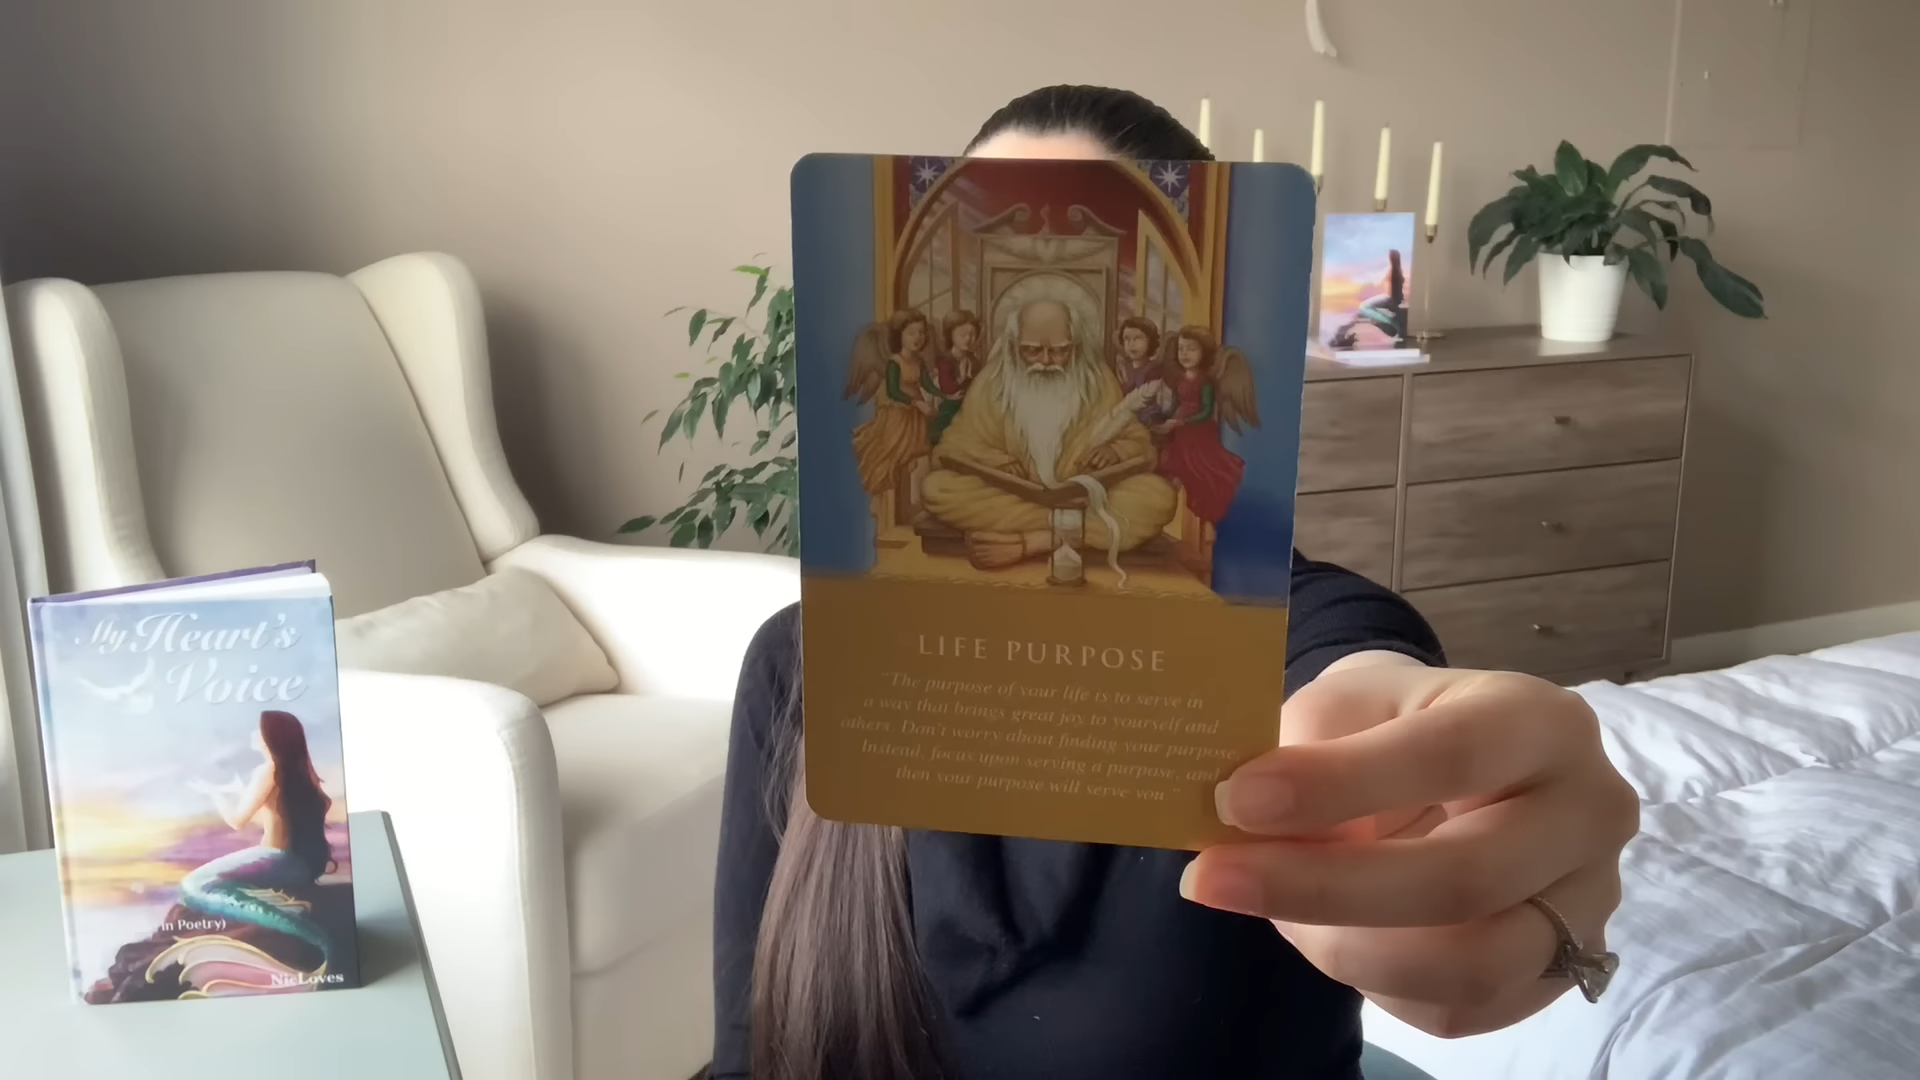 My Heart's
Voice
in Poetry)
NicLoves
LIFE PURPOSE
"The purpose of your life is to serve in
a way that brings great joy to yourself and
others. Don't worry about finding your purpose.
Instead, focus upon serving a purpose, and
then your purpose will serve you."